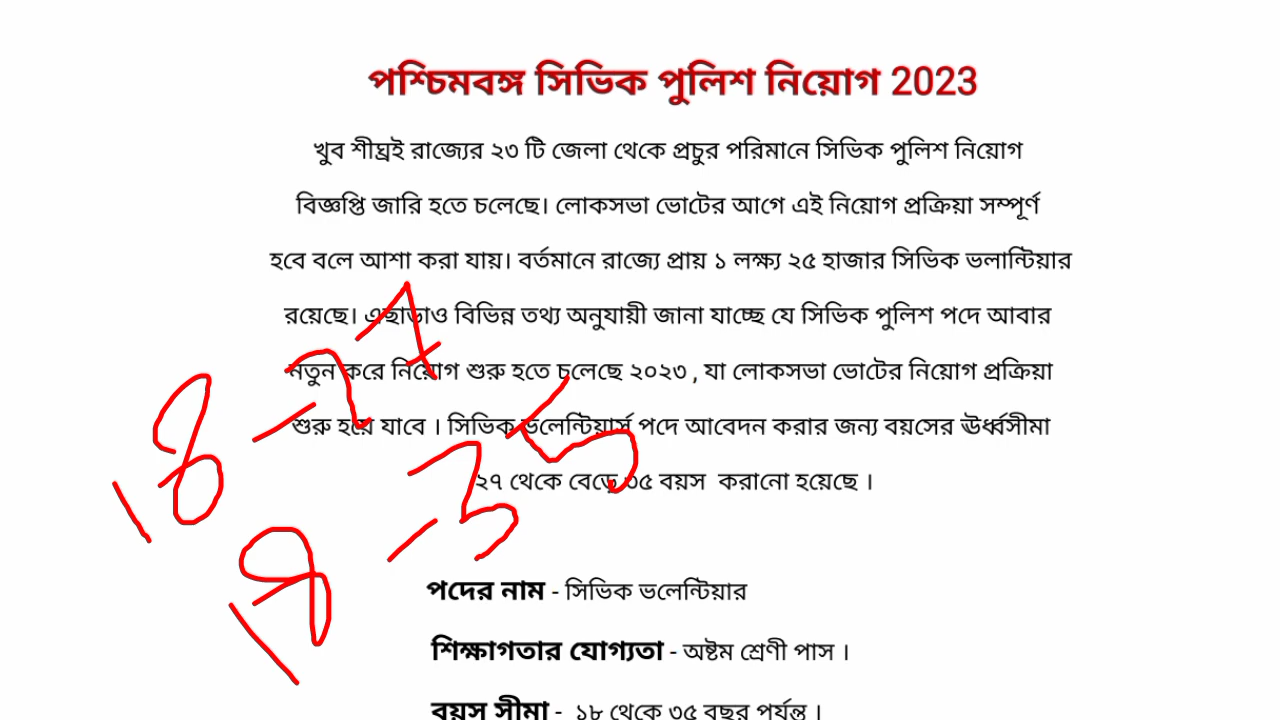 পশ্চিমবঙ্গ সিভিক পুলিশ নিয়োগ 2023
খুব শীঘ্রই রাজ্যের ২৩ টি জেলা থেকে প্রচুর পরিমানে সিভিক পুলিশ নিয়োগ
বিজ্ঞপ্তি জারি হতে চলেছে। লোকসভা ভোটের আগে এই নিয়োগ প্রক্রিয়া সম্পূর্ণ
হবে বলে আশা করা যায়। বর্তমানে রাজ্যে প্রায় ১ লক্ষ্য ২৫ হাজার সিভিক ভলান্টিয়ার
রয়েছে। এছাড়াও বিভিন্ন তথ্য অনুযায়ী জানা যাচ্ছে যে সিভিক পুলিশ পদে আবার
নতুন করে নিয়োগ শুরু হতে চলেছে ২০২৩ , যা লোকসভা ভোটের নিয়োগ প্রক্রিয়া
শুরু হয়ে যাবে । সিভিক ভলেন্টিয়ার্স পদে আবেদন করার জন্য বয়সের ঊর্ধ্বসীমা
২৭ থেকে বেড়ে ৩৫ বয়স করানো হয়েছে ।
18 - 27
18 - 35
পদের নাম - সিভিক ভলেন্টিয়ার
শিক্ষাগতার যোগ্যতা - অষ্টম শ্রেণী পাস ।
বয়স সীমা - ১৮ থেকে ৩৫ বছর পর্যন্ত ।